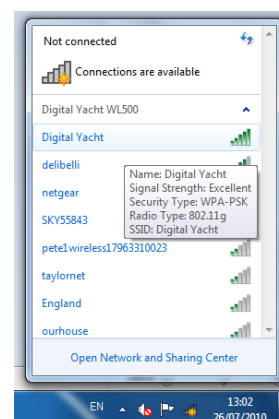 Not connected
Connections are available
Digital Yacht WL500
Digital Yacht
delibelli
Name: Digital Yacht
Signal Strength: Excellent
Security Type: WPA-PSK
Radio Type: 802.11g
SSID: Digital Yacht
netgear
SKY55843
pete1wireless17963310023
taylornet
England
ourhouse
Open Network and Sharing Center
EN
13:02
26/07/2010